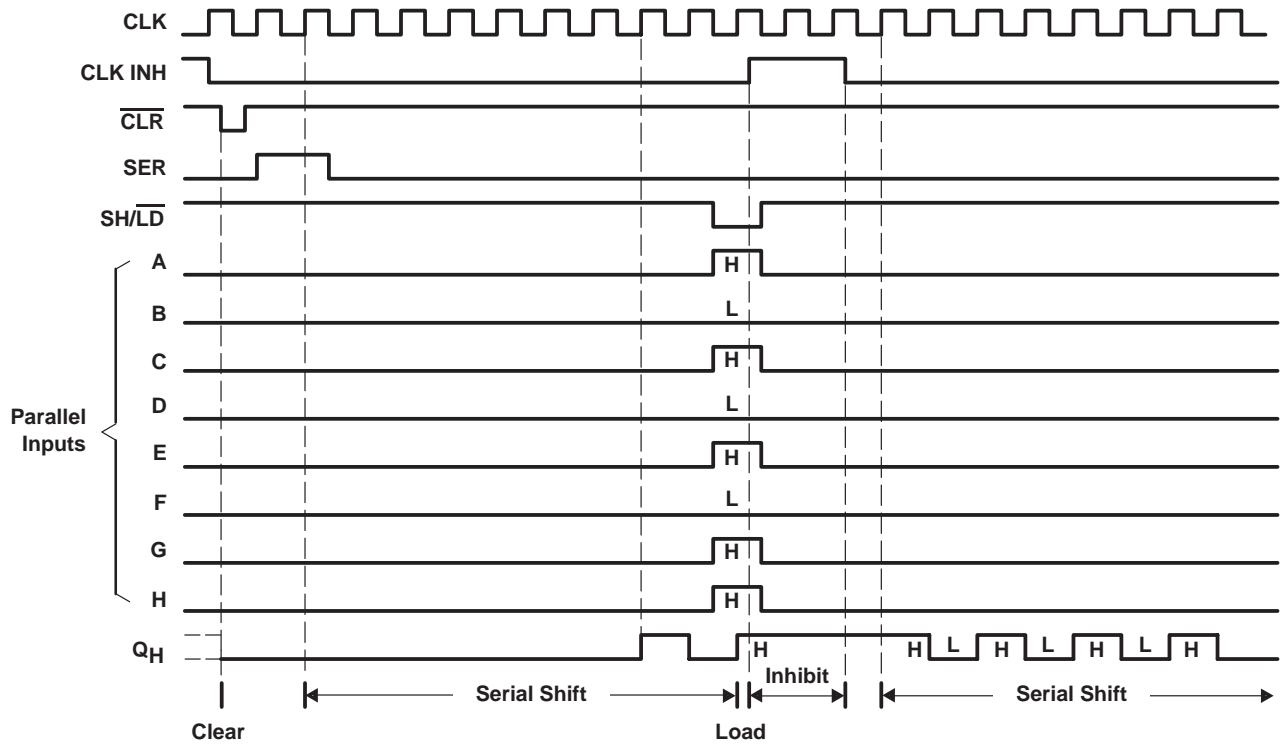 CLK
CLK INH
CLR
SER
SH/LD
A
H
B
L
C
H
D
L
Parallel
Inputs
E
H
F
L
G
H
H
H
QH
H
H
L
H
L
H
L
H
Inhibit
Serial Shift
Serial Shift
Clear
Load